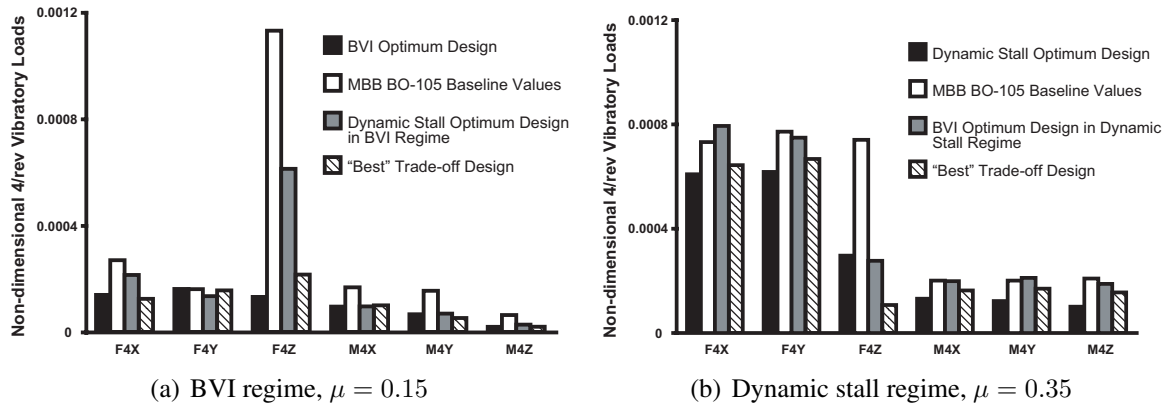 Non-dimensional 4/rev Vibratory Loads
0.0012
0.0008
0.0004
0
BVI Optimum Design
MBB BO-105 Baseline Values
Dynamic Stall Optimum Design
in BVI Regime
“Best” Trade-off Design
F4X F4Y F4Z M4X M4Y M4Z
(a) BVI regime, μ = 0.15
Non-dimensional 4/rev Vibratory Loads
0.0012
0.0008
0.0004
0
Dynamic Stall Optimum Design
MBB BO-105 Baseline Values
BVI Optimum Design in Dynamic
Stall Regime
“Best” Trade-off Design
F4X F4Y F4Z M4X M4Y M4Z
(b) Dynamic stall regime, μ = 0.35